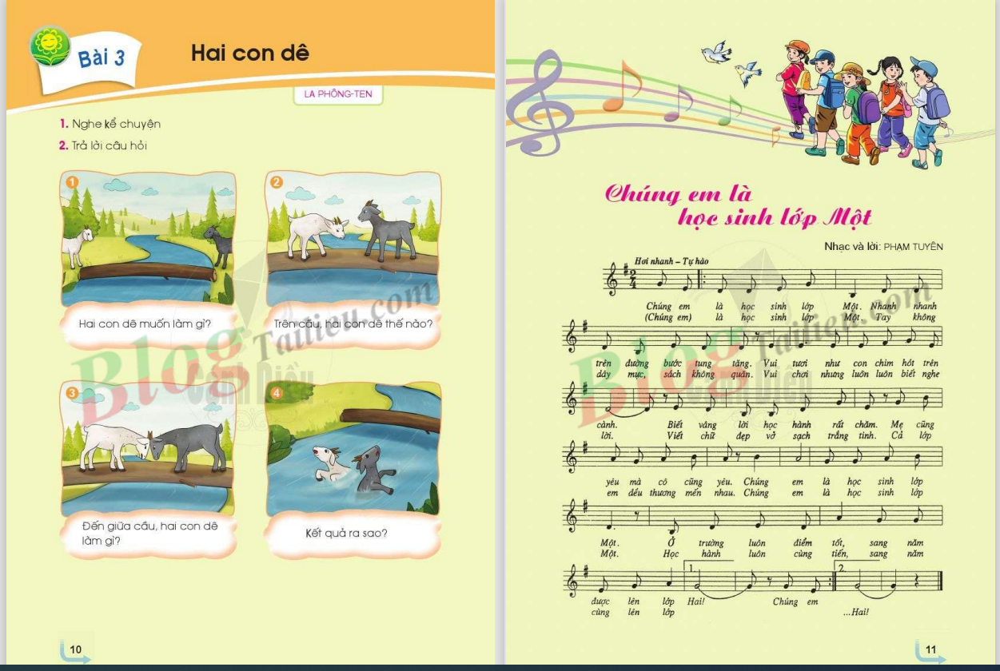 Bài 3
Hai con dê
LA PHÔNG-TEN
1. Nghe kể chuyện
2. Trả lời câu hỏi
1
2
Hai con dê muốn làm gì?
Trên cầu, hai con dê thế nào?
3
4
Đến giữa cầu, hai con dê
làm gì?
Kết quả ra sao?
Blog Tailieu.com
Cánh Diều
10
Chúng em là
học sinh lớp Một
Nhạc và lời: PHẠM TUYÊN
Hơi nhanh – Tự hào
2
4
Chúng em là học sinh lớp Một. Nhanh nhanh
(Chúng em) là học sinh lớp Một. Tay không
trên đường bước tung tăng. Vui tươi như con chim hót trên
dây mực, sách không quăn. Vui chơi nhưng luôn luôn biết nghe
cành. Biết vâng lời học hành rất chăm. Mẹ cũng
lời. Viết chữ đẹp vở sạch trắng tinh. Cả lớp
yêu mà cô cũng yêu. Chúng em là học sinh lớp
em đều thương mến nhau. Chúng em là học sinh lớp
Một. Ở trường luôn điểm tốt, sang năm
Một. Học hành luôn cùng tiến, sang năm
1. 2.
được lên lớp Hai! Chúng em
cùng lên lớp ...Hai!
Blog Tailieu.com
Cánh Diều
11